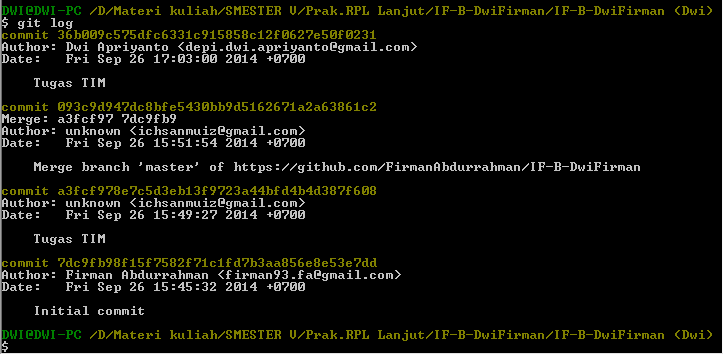 DWI@DWI-PC /D/Materi kuliah/SMESTER V/Prak.RPL Lanjut/IF-B-DwiFirman/IF-B-DwiFirman (Dwi)
$ git log
commit 36b009c575dfc6331c915858c12f0627e50f0231
Author: Dwi Apriyanto <depi.dwi.apriyanto@gmail.com>
Date:   Fri Sep 26 17:03:00 2014 +0700
    Tugas TIM
commit 093c9d947dc8bfe5430bb9d5162671a2a63861c2
Merge: a3fcf97 7dc9fb9
Author: unknown <ichsanmuiz@gmail.com>
Date:   Fri Sep 26 15:51:54 2014 +0700
    Merge branch 'master' of https://github.com/FirmanAbdurrahman/IF-B-DwiFirman
commit a3fcf978e7c5d3eb13f9723a44bfd4b4d387f608
Author: unknown <ichsanmuiz@gmail.com>
Date:   Fri Sep 26 15:49:27 2014 +0700
    Tugas TIM
commit 7dc9fb98f15f7582f71c1fd7b3aa856e8e53e7dd
Author: Firman Abdurrahman <firman93.fa@gmail.com>
Date:   Fri Sep 26 15:45:32 2014 +0700
    Initial commit
DWI@DWI-PC /D/Materi kuliah/SMESTER V/Prak.RPL Lanjut/IF-B-DwiFirman/IF-B-DwiFirman (Dwi)
$